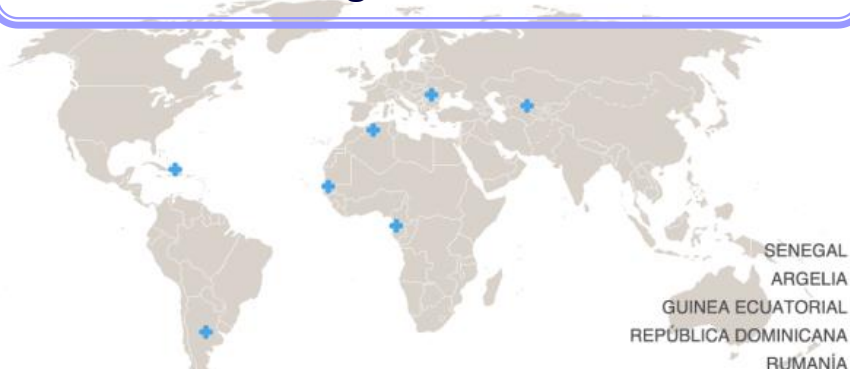 SENEGAL
ARGELIA
GUINEA ECUATORIAL
REPÚBLICA DOMINICANA
RUMANÍA